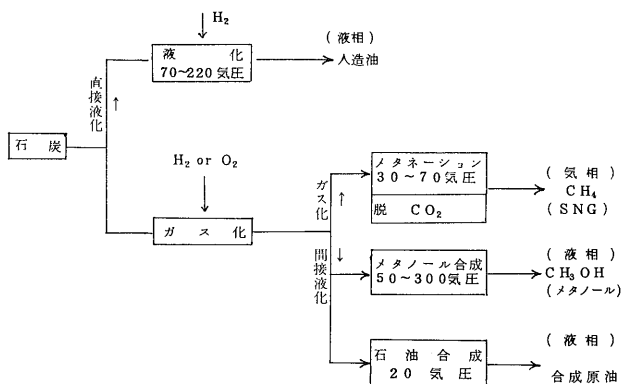 H₂
液化
70~220気圧
(液相)
人造油
直接液化
↑
石炭
H₂ or O₂
ガス化
ガス化
↑
メタネーション
30~70気圧
脱 CO₂
(気相)
CH₄
(SNG)
↓
間接液化
メタノール合成
50~300気圧
(液相)
CH₃OH
(メタノール)
石油合成
20気圧
(液相)
合成原油